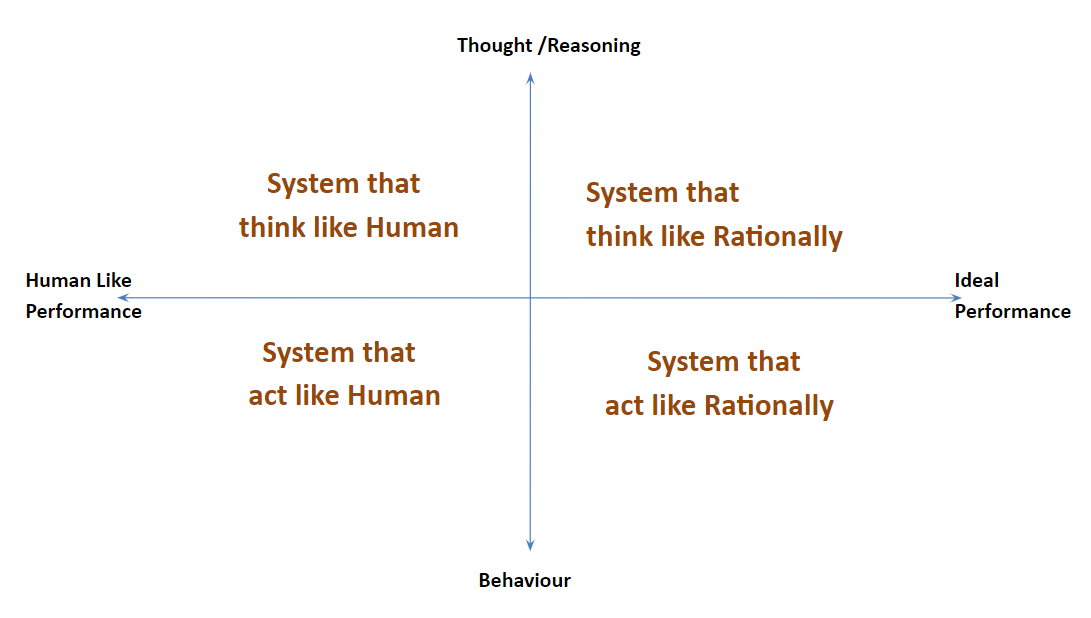 Thought /Reasoning
System that
think like Human
System that
think like Rationally
Human Like
Performance
Ideal
Performance
System that
act like Human
System that
act like Rationally
Behaviour